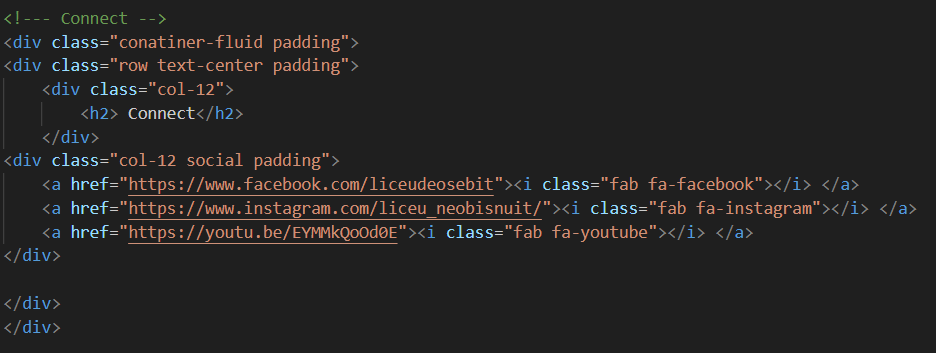 <!--- Connect -->
<div class="conatiner-fluid padding">
<div class="row text-center padding">
<div class="col-12">
<h2> Connect</h2>
</div>
<div class="col-12 social padding">
<a href="https://www.facebook.com/liceudeosebit"><i class="fab fa-facebook"></i> </a>
<a href="https://www.instagram.com/liceu_neobisnuit/"><i class="fab fa-instagram"></i> </a>
<a href="https://youtu.be/EYMMkQoOd0E"><i class="fab fa-youtube"></i> </a>
</div>
</div>
</div>